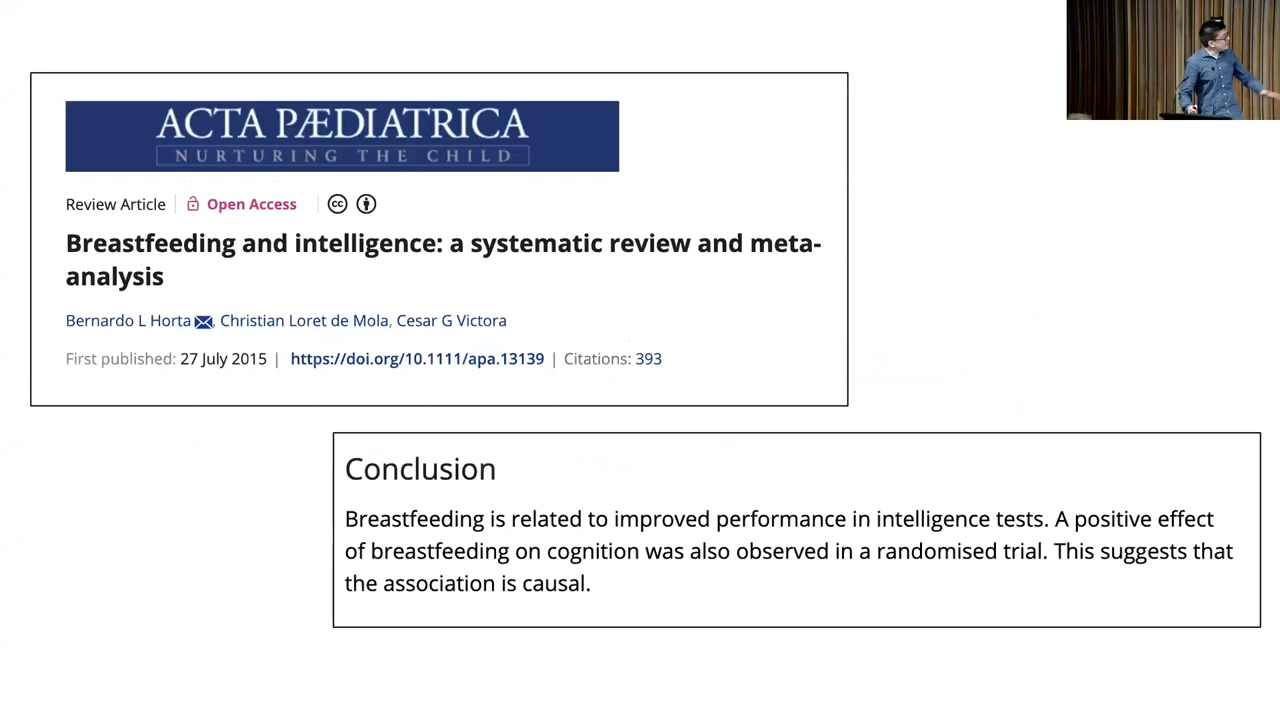 ACTA PÆDIATRICA
NURTURING THE CHILD
Review Article | Open Access
Breastfeeding and intelligence: a systematic review and meta-
analysis
Bernardo L Horta, Christian Loret de Mola, Cesar G Victora
First published: 27 July 2015 | https://doi.org/10.1111/apa.13139 | Citations: 393
Conclusion
Breastfeeding is related to improved performance in intelligence tests. A positive effect
of breastfeeding on cognition was also observed in a randomised trial. This suggests that
the association is causal.